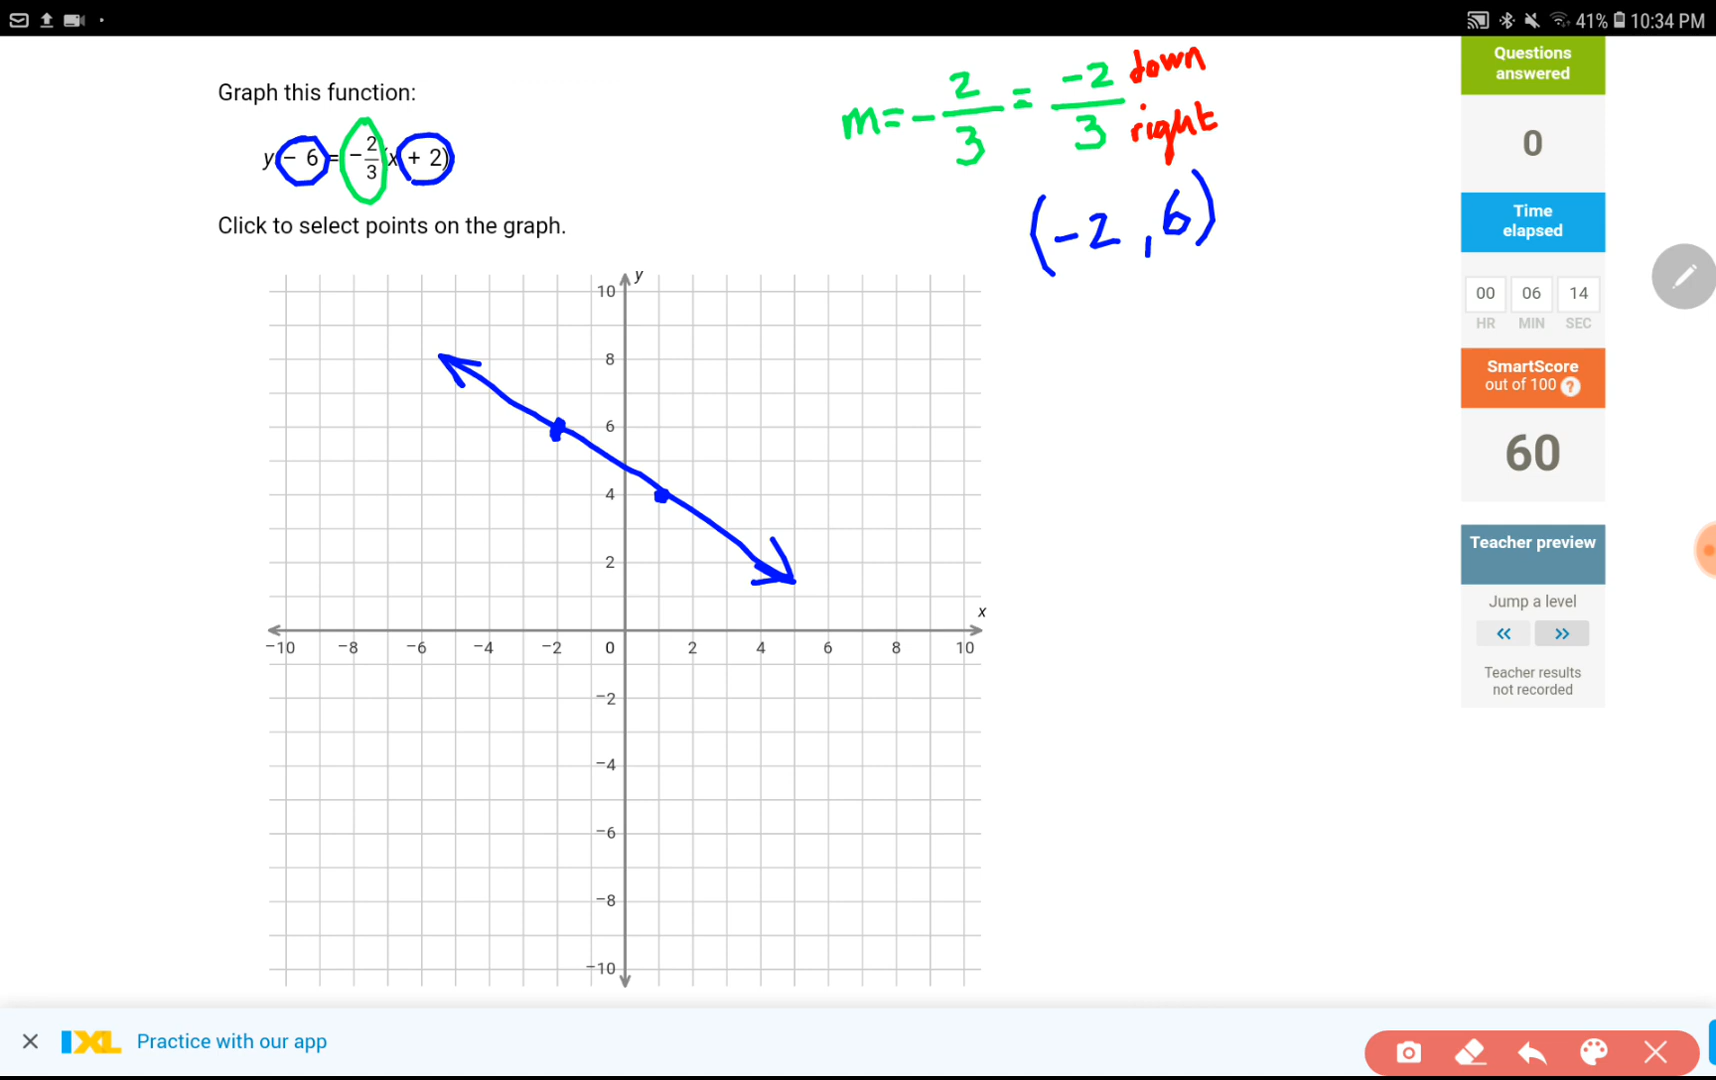 41% 10:34 PM
Graph this function:
y − 6 = −2/3(x + 2)
Click to select points on the graph.
m = −2/3 = −2/3 down right
(−2, 6)
y
10
8
6
4
2
x
−10 −8 −6 −4 −2 0 2 4 6 8 10
−2
−4
−6
−8
−10
Questions
answered
0
Time
elapsed
00 06 14
HR MIN SEC
SmartScore
out of 100 ?
60
Teacher preview
Jump a level
Teacher results
not recorded
IXL Practice with our app